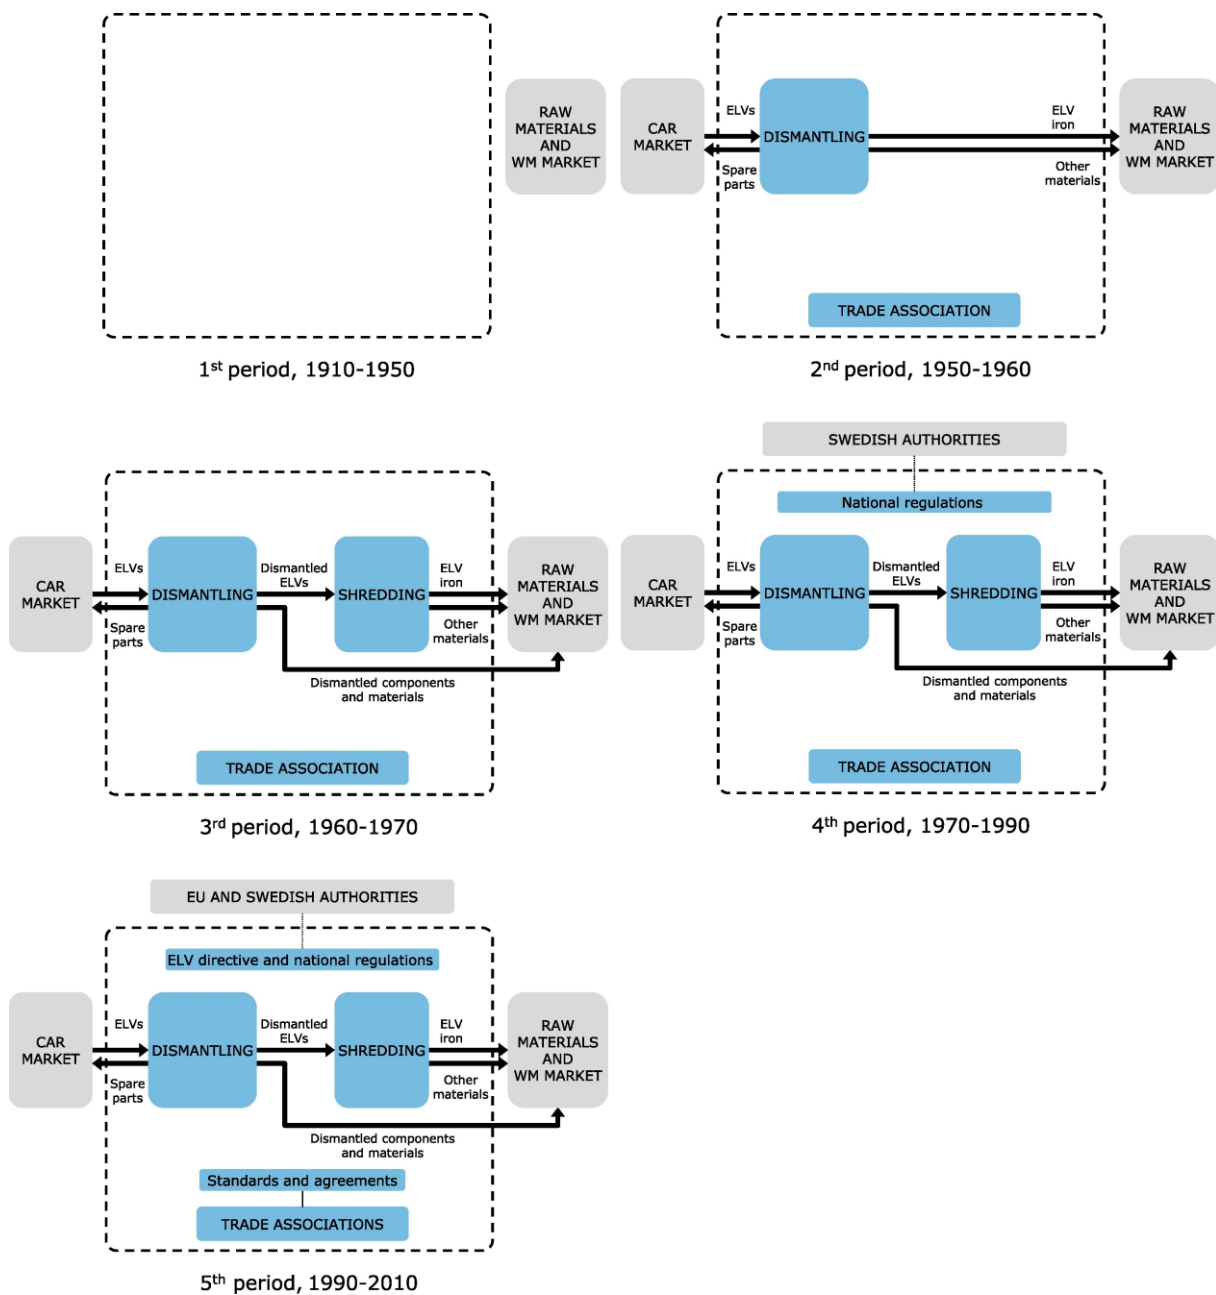 RAW
MATERIALS
AND
WM MARKET
1st period, 1910-1950
CAR
MARKET
ELVs
Spare
parts
DISMANTLING
ELV
iron
Other
materials
RAW
MATERIALS
AND
WM MARKET
TRADE ASSOCIATION
2nd period, 1950-1960
CAR
MARKET
ELVs
Spare
parts
DISMANTLING
Dismantled
ELVs
SHREDDING
ELV
iron
Other
materials
RAW
MATERIALS
AND
WM MARKET
Dismantled components
and materials
TRADE ASSOCIATION
3rd period, 1960-1970
SWEDISH AUTHORITIES
National regulations
CAR
MARKET
ELVs
Spare
parts
DISMANTLING
Dismantled
ELVs
SHREDDING
ELV
iron
Other
materials
RAW
MATERIALS
AND
WM MARKET
Dismantled components
and materials
TRADE ASSOCIATION
4th period, 1970-1990
EU AND SWEDISH AUTHORITIES
ELV directive and national regulations
CAR
MARKET
ELVs
Spare
parts
DISMANTLING
Dismantled
ELVs
SHREDDING
ELV
iron
Other
materials
RAW
MATERIALS
AND
WM MARKET
Dismantled components
and materials
Standards and agreements
TRADE ASSOCIATIONS
5th period, 1990-2010